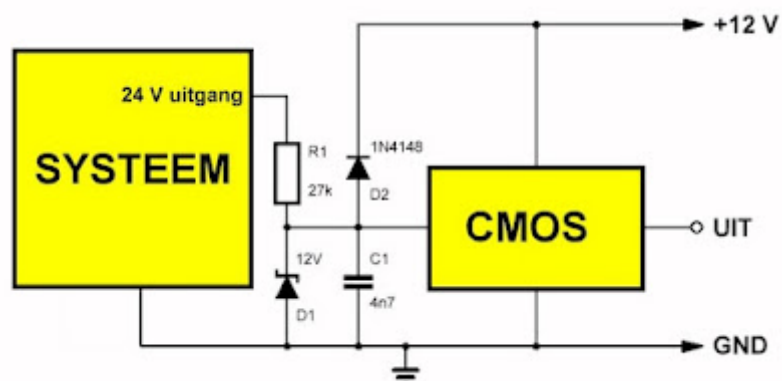 +12 V
24 V uitgang
SYSTEEM
R1
27k
1N4148
D2
CMOS
UIT
12V
D1
C1
4n7
GND